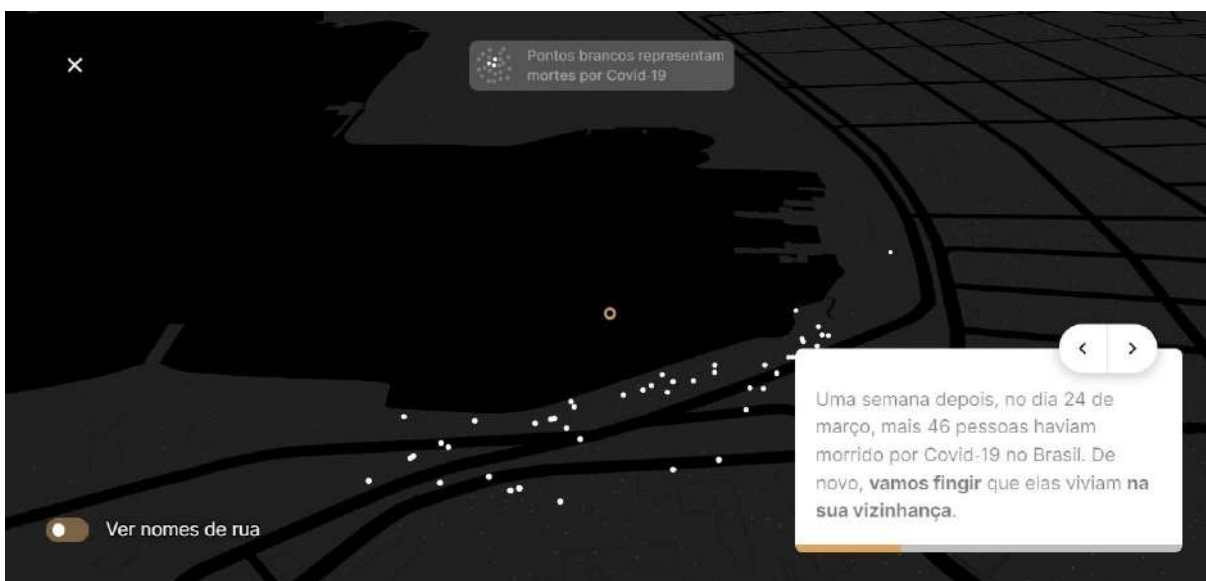 Pontos brancos representam
mortes por Covid-19
Uma semana depois, no dia 24 de
março, mais 46 pessoas haviam
morrido por Covid-19 no Brasil. De
novo, vamos fingir que elas viviam na
sua vizinhança.
Ver nomes de rua